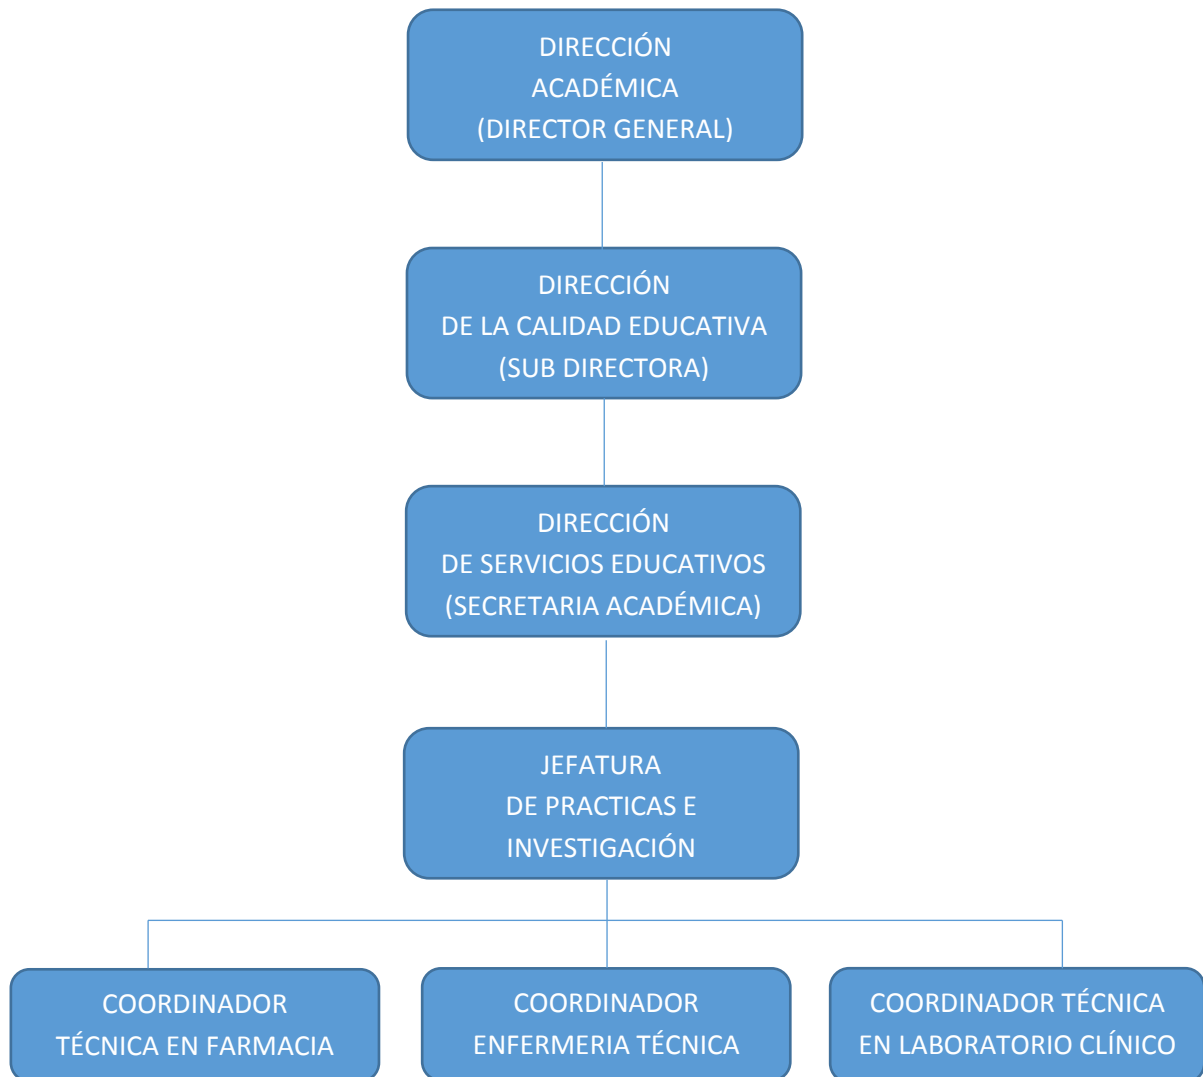 DIRECCIÓN
ACADÉMICA
(DIRECTOR GENERAL)
DIRECCIÓN
DE LA CALIDAD EDUCATIVA
(SUB DIRECTORA)
DIRECCIÓN
DE SERVICIOS EDUCATIVOS
(SECRETARIA ACADÉMICA)
JEFATURA
DE PRACTICAS E
INVESTIGACIÓN
COORDINADOR
TÉCNICA EN FARMACIA
COORDINADOR
ENFERMERIA TÉCNICA
COORDINADOR TÉCNICA
EN LABORATORIO CLÍNICO